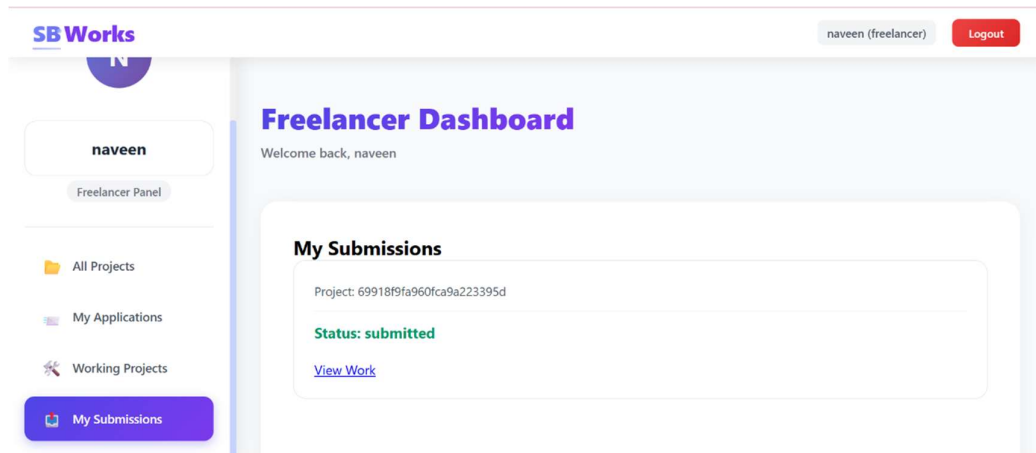 SB Works
naveen (freelancer)
Logout
N
naveen
Freelancer Panel
All Projects
My Applications
Working Projects
My Submissions
Freelancer Dashboard
Welcome back, naveen
My Submissions
Project: 69918f9fa960fca9a223395d
Status: submitted
View Work